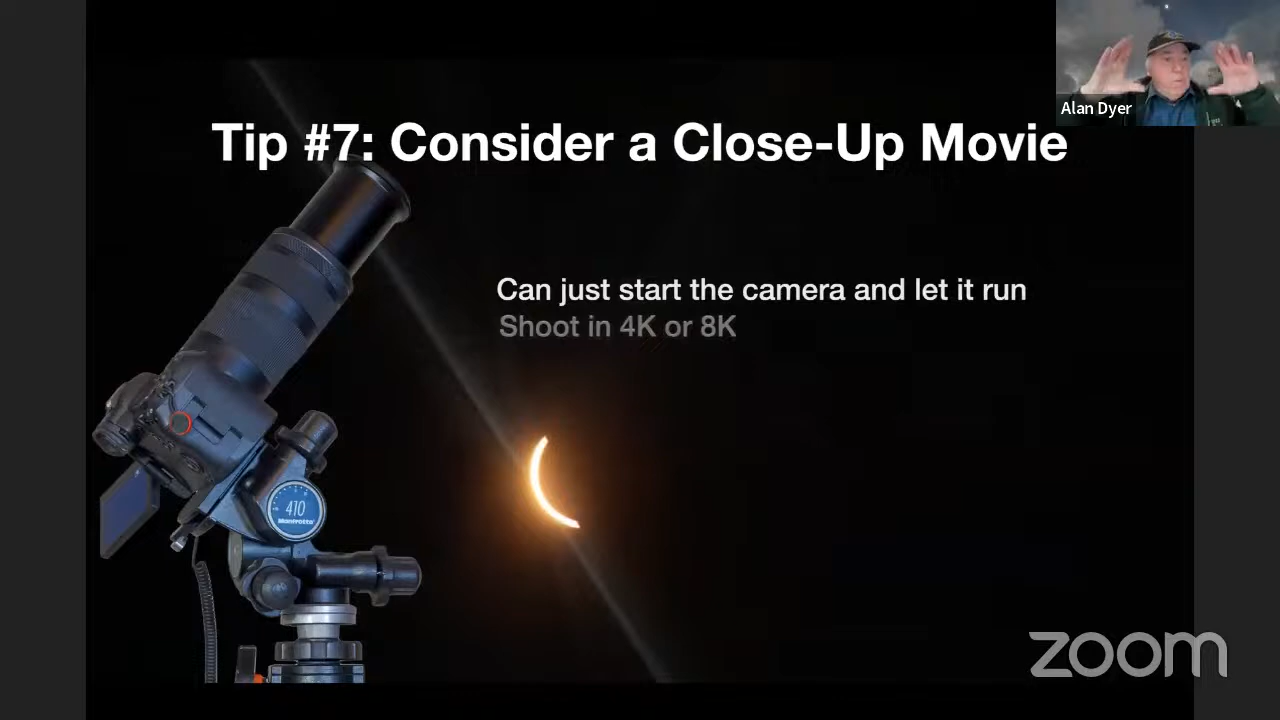 Alan Dyer
Tip #7: Consider a Close-Up Movie
Can just start the camera and let it run
Shoot in 4K or 8K
410
Manfrotto
zoom